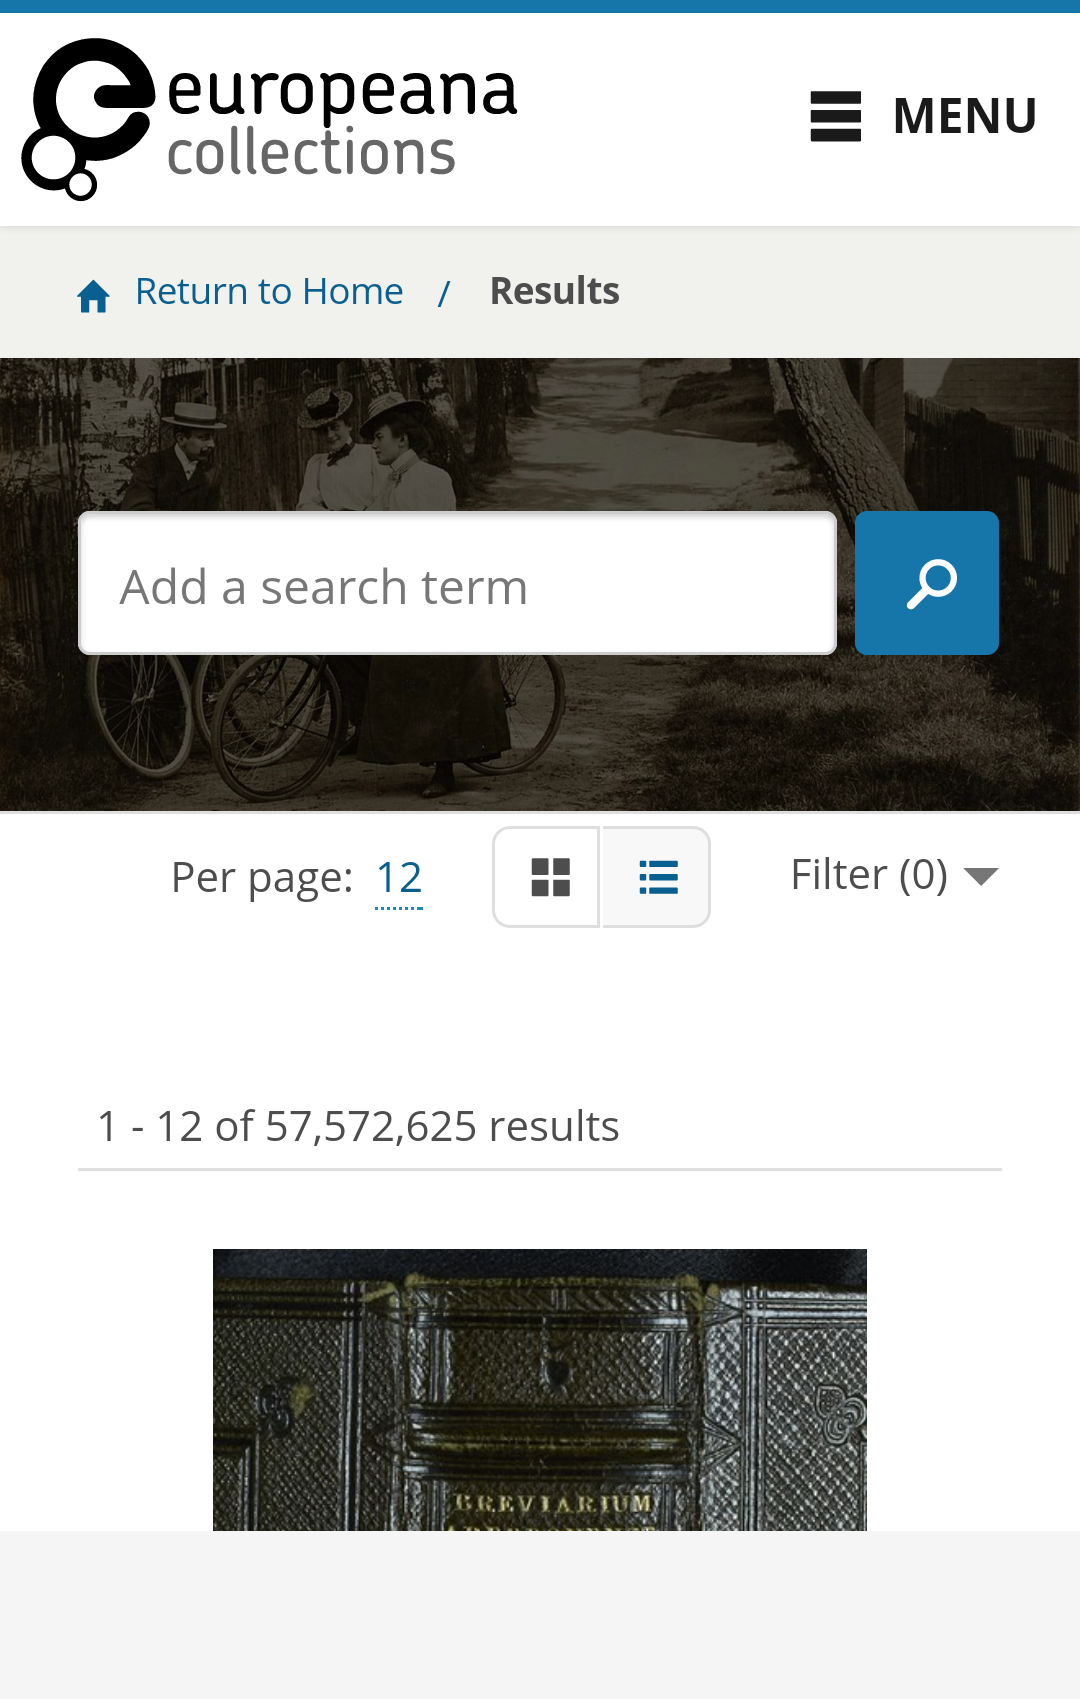 europeana
collections
MENU
Return to Home / Results
Add a search term
Per page: 12
Filter (0)
1 - 12 of 57,572,625 results
BREVIARIUM